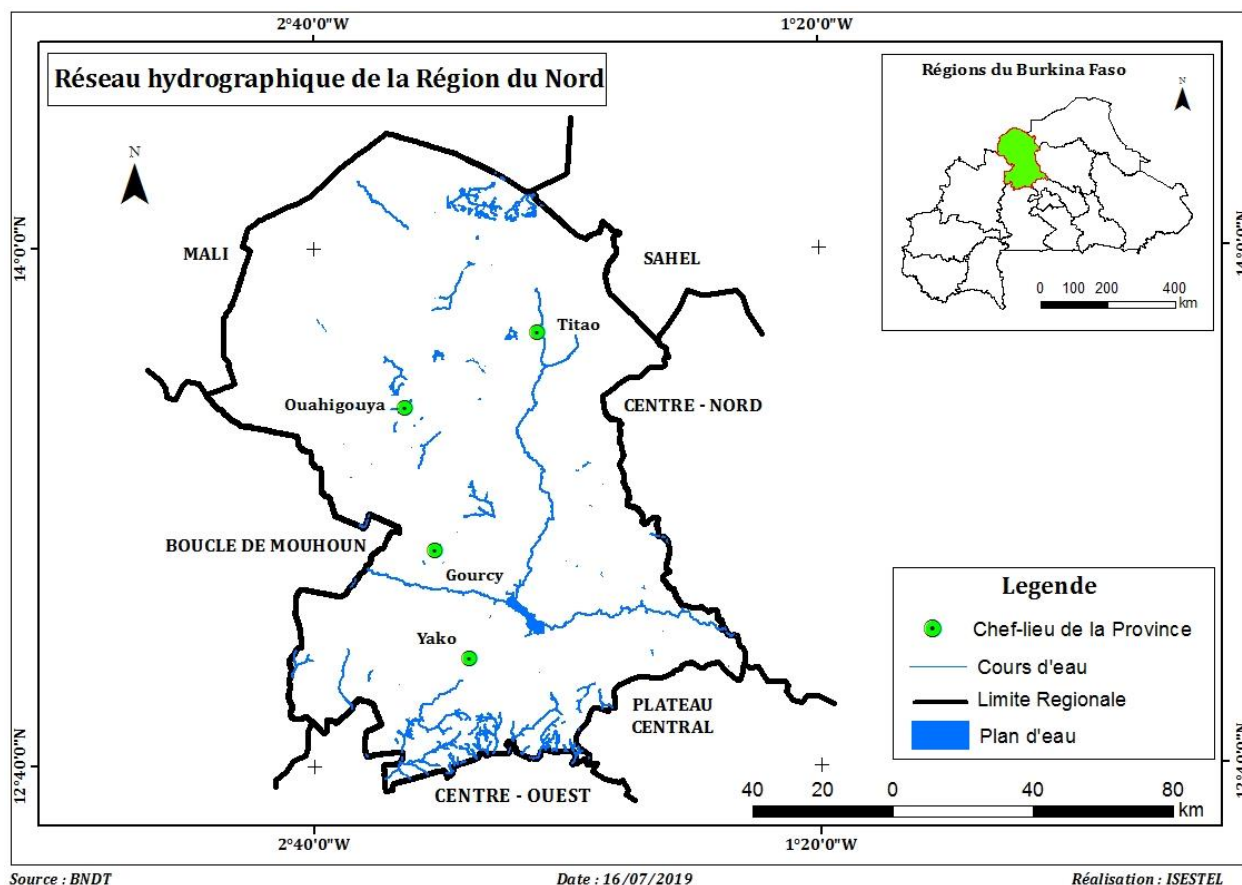 2°40'0"W
1°20'0"W
Réseau hydrographique de la Région du Nord
Régions du Burkina Faso
N
0 100 200 400
km
N
14°0'0"N
14°0'0"N
MALI
SAHEL
Titao
Ouahigouya
CENTRE - NORD
BOUCLE DE MOUHOUN
Gourcy
Yako
PLATEAU
CENTRAL
CENTRE - OUEST
Legende
Chef-lieu de la Province
Cours d'eau
Limite Regionale
Plan d'eau
12°40'0"N
12°40'0"N
40 20 0 40 80
km
2°40'0"W
1°20'0"W
Source : BNDT
Date : 16/07/2019
Réalisation : ISESTEL